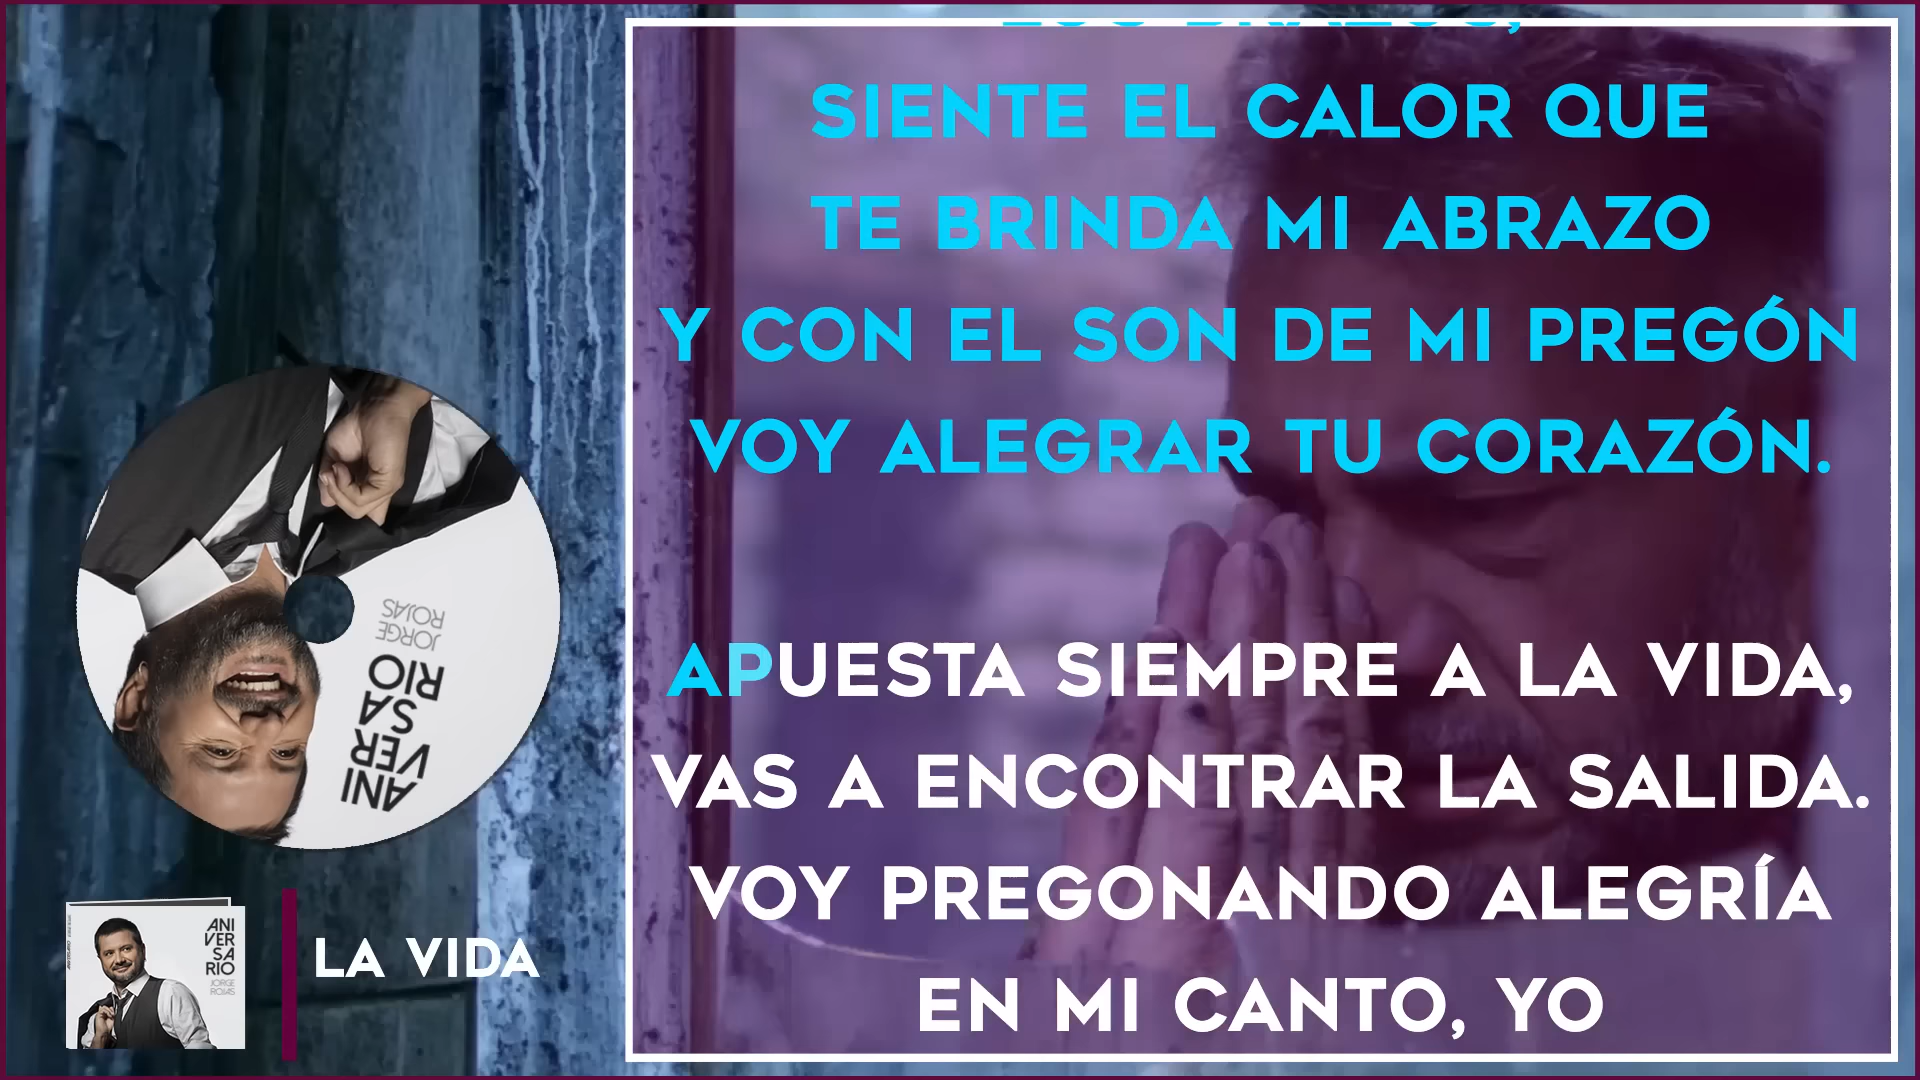 SIENTE EL CALOR QUE
TE BRINDA MI ABRAZO
Y CON EL SON DE MI PREGÓN
VOY ALEGRAR TU CORAZÓN.
APUESTA SIEMPRE A LA VIDA,
VAS A ENCONTRAR LA SALIDA.
VOY PREGONANDO ALEGRÍA
EN MI CANTO, YO
JORGE
ROJAS
ANI
VER
SA
RIO
ANI
VER
SA
RIO
JORGE
ROJAS
LA VIDA